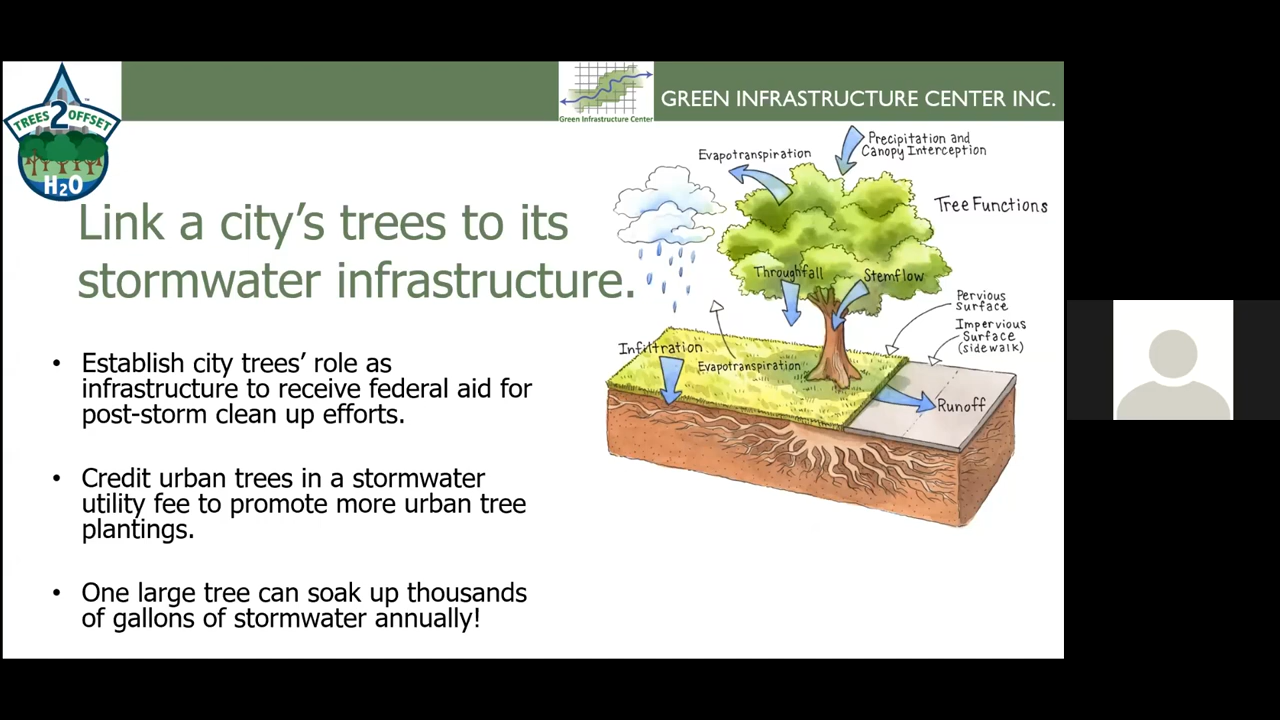 TREES 2 OFFSET
H₂O
Green Infrastructure Center
GREEN INFRASTRUCTURE CENTER INC.
Link a city's trees to its
stormwater infrastructure.
• Establish city trees' role as
infrastructure to receive federal aid for
post-storm clean up efforts.
• Credit urban trees in a stormwater
utility fee to promote more urban tree
plantings.
• One large tree can soak up thousands
of gallons of stormwater annually!
Precipitation and
Canopy Interception
Evapotranspiration
Tree Functions
Throughfall
Stemflow
Pervious
Surface
Impervious
Surface
(sidewalk)
Infiltration
Evapotranspiration
Runoff